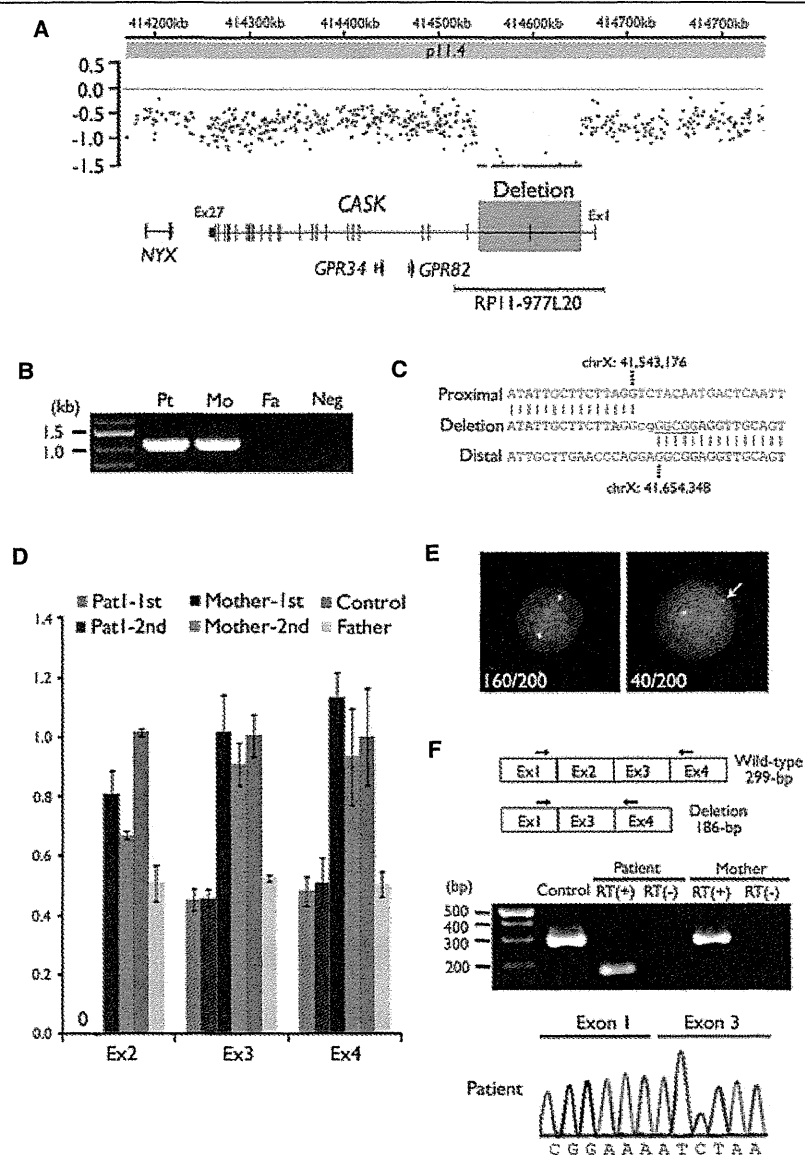 A
414200kb 414300kb 414400kb 414500kb 414600kb 414700kb 414700kb
p11.4
0.5
0.0
-0.5
-1.0
-1.5
Deletion
Ex27
CASK
Ex1
NYX
GPR34
GPR82
RP11-977L20
B
(kb)
Pt Mo Fa Neg
1.5
1.0
C
chrX: 41,543,176
Proximal ATATTGCTTCTTAGGTCTACAATGACTCAATT
Deletion ATATTGCTTCTTAGGcgGGCGGAGGTTGCAGT
Distal ATTGCTTGAACCCAGGAGGCGGAGGTTGCAGT
chrX: 41,654,348
D
Pat1-1st Mother-1st Control
Pat1-2nd Mother-2nd Father
1.4
1.2
1.0
0.8
0.6
0.4
0.2
0.0
0
Ex2 Ex3 Ex4
E
160/200
40/200
F
Ex1 Ex2 Ex3 Ex4
Wild-type
299-bp
Ex1 Ex3 Ex4
Deletion
186-bp
Patient Mother
(bp)
Control RT(+) RT(-) RT(+) RT(-)
500
400
300
200
Exon 1 Exon 3
Patient
C G G A A A A T C T A A